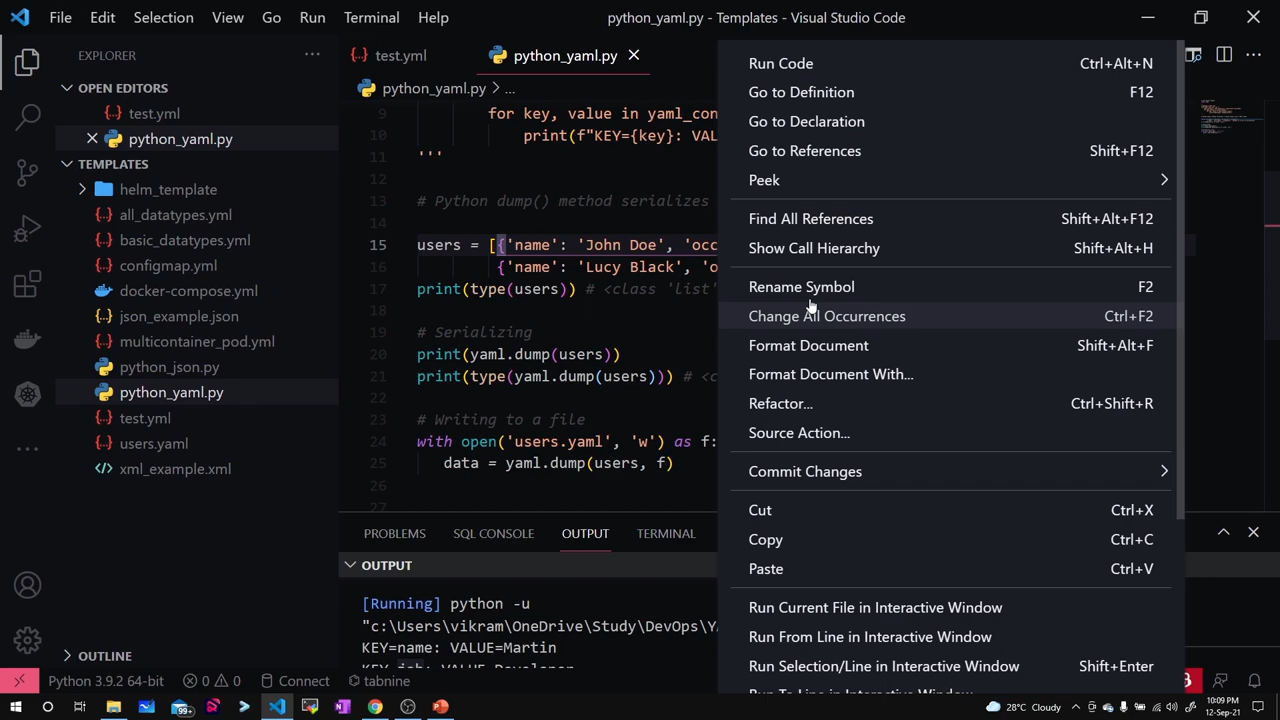 File Edit Selection View Go Run Terminal Help
python_yaml.py - Templates - Visual Studio Code
EXPLORER
OPEN EDITORS
test.yml
python_yaml.py
TEMPLATES
helm_template
all_datatypes.yml
basic_datatypes.yml
configmap.yml
docker-compose.yml
json_example.json
multicontainer_pod.yml
python_json.py
python_yaml.py
test.yml
users.yaml
xml_example.xml
OUTLINE
test.yml
python_yaml.py
python_yaml.py > ...
9 for key, value in yaml_con
10 print(f"KEY={key}: VAL
11 '''
12
13 # Python dump() method serializes
14
15 users = [{'name': 'John Doe', 'occ
16 {'name': 'Lucy Black', 'o
17 print(type(users)) # <class 'list'
18
19 # Serializing
20 print(yaml.dump(users))
21 print(type(yaml.dump(users))) # <c
22
23 # Writing to a file
24 with open('users.yaml', 'w') as f:
25 data = yaml.dump(users, f)
26
27
Run Code Ctrl+Alt+N
Go to Definition F12
Go to Declaration
Go to References Shift+F12
Peek
Find All References Shift+Alt+F12
Show Call Hierarchy Shift+Alt+H
Rename Symbol F2
Change All Occurrences Ctrl+F2
Format Document Shift+Alt+F
Format Document With...
Refactor... Ctrl+Shift+R
Source Action...
Commit Changes
Cut Ctrl+X
Copy Ctrl+C
Paste Ctrl+V
Run Current File in Interactive Window
Run From Line in Interactive Window
Run Selection/Line in Interactive Window Shift+Enter
Run To Line in Interactive Window
PROBLEMS SQL CONSOLE OUTPUT TERMINAL
OUTPUT
[Running] python -u
"c:\Users\vikram\OneDrive\Study\DevOps\YA
KEY=name: VALUE=Martin
KEY=job: VALUE=Developer
Python 3.9.2 64-bit 0 0 Connect tabnine
99+
28°C Cloudy
10:09 PM
12-Sep-21